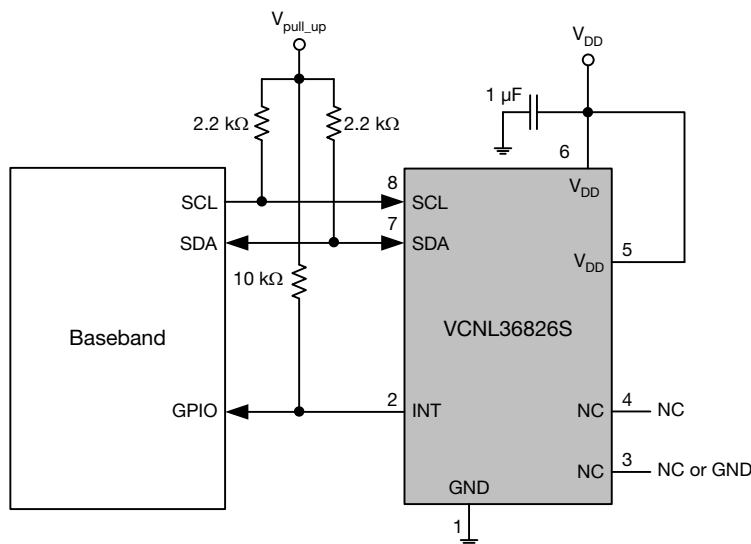 V_pull_up
V_DD
1 µF
2.2 kΩ
2.2 kΩ
6
8
V_DD
SCL
SCL
7
SDA
SDA
5
V_DD
10 kΩ
Baseband
VCNL36826S
GPIO
2
INT
4
NC
NC
3
NC
NC or GND
GND
1